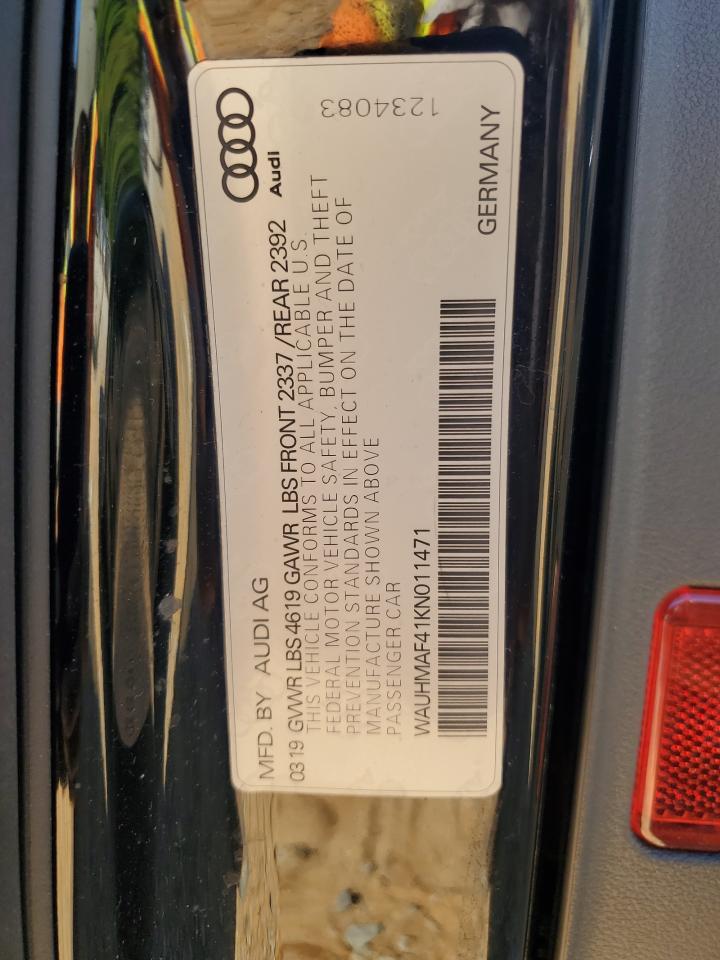 MFD. BY AUDI AG
Audi
03 19 GVWR LBS 4619 GAWR LBS FRONT 2337 /REAR 2392
THIS VEHICLE CONFORMS TO ALL APPLICABLE U.S.
FEDERAL MOTOR VEHICLE SAFETY, BUMPER AND THEFT
PREVENTION STANDARDS IN EFFECT ON THE DATE OF
MANUFACTURE SHOWN ABOVE
PASSENGER CAR
1234083
WAUHMAF41KN011471
GERMANY